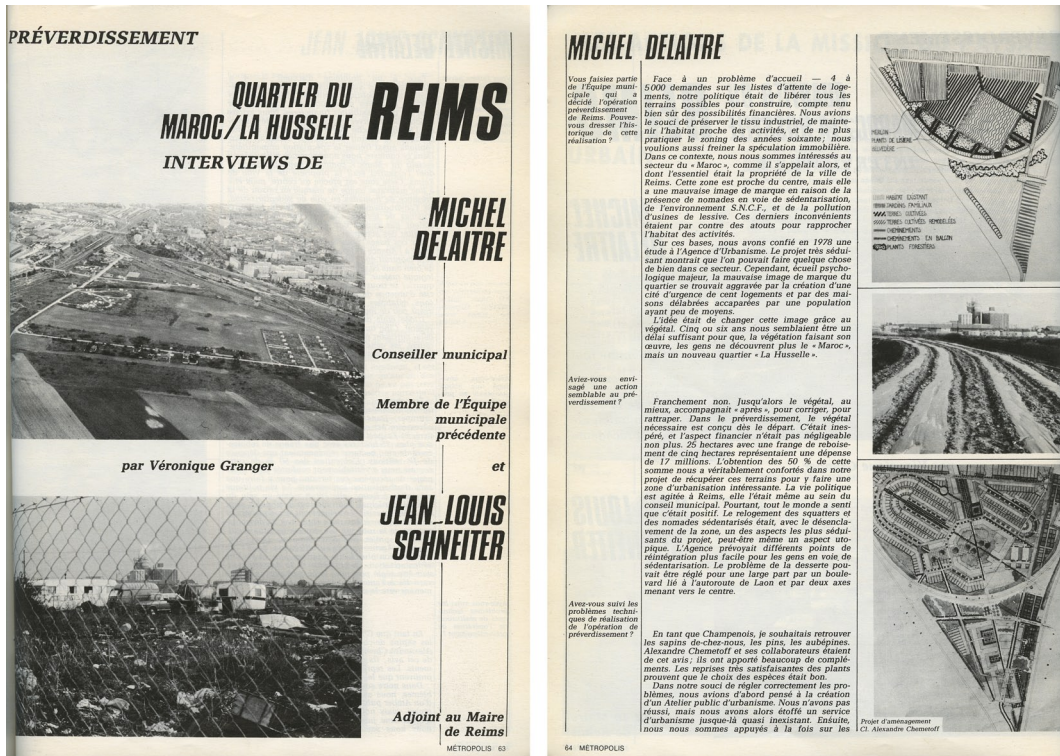 PRÉVERDISSEMENT
QUARTIER DU
MAROC/LA HUSSELLE
REIMS
INTERVIEWS DE
MICHEL
DELAITRE
Conseiller municipal
Membre de l'Équipe
municipale
précédente
par Véronique Granger
et
JEAN-LOUIS
SCHNEITER
Adjoint au Maire
de Reims
MÉTROPOLIS 63
MICHEL DELAITRE
Vous faisiez partie
de l'Équipe muni-
cipale qui a
décidé l'opération
préverdissement
de Reims. Pouvez-
vous dresser l'his-
torique de cette
réalisation ?
Face à un problème d'accueil — 4 à
5 000 demandes sur les listes d'attente de loge-
ments, notre politique était de libérer tous les
terrains possibles pour construire, compte tenu
bien sûr des possibilités financières. Nous avions
le souci de préserver le tissu industriel, de mainte-
nir l'habitat proche des activités, et de ne plus
pratiquer le zoning des années soixante ; nous
voulions aussi freiner la spéculation immobilière.
Dans ce contexte, nous nous sommes intéressés au
secteur du « Maroc », comme il s'appelait alors, et
dont l'essentiel était la propriété de la ville de
Reims. Cette zone est proche du centre, mais elle
a une mauvaise image de marque en raison de la
présence de nomades en voie de sédentarisation,
de l'environnement S.N.C.F., et de la pollution
d'usines de lessive. Ces derniers inconvénients
étaient par contre des atouts pour rapprocher
l'habitat des activités.
Sur ces bases, nous avons confié en 1978 une
étude à l'Agence d'Urbanisme. Le projet très sédui-
sant montrait que l'on pouvait faire quelque chose
de bien dans ce secteur. Cependant, écueil psycho-
logique majeur, la mauvaise image de marque du
quartier se trouvait aggravée par la création d'une
cité d'urgence de cent logements et par des mai-
sons délabrées accaparées par une population
ayant peu de moyens.
L'idée était de changer cette image grâce au
végétal. Cinq ou six ans nous semblaient être un
délai suffisant pour que, la végétation faisant son
œuvre, les gens ne découvrent plus le « Maroc »,
mais un nouveau quartier « La Husselle ».
Aviez-vous envi-
sagé une action
semblable au pré-
verdissement ?
Franchement non. Jusqu'alors le végétal, au
mieux, accompagnait « après », pour corriger, pour
rattraper. Dans le préverdissement, le végétal
nécessaire est conçu dès le départ. C'était ines-
péré, et l'aspect financier n'était pas négligeable
non plus. 25 hectares avec une frange de reboise-
ment de cinq hectares représentaient une dépense
de 17 millions. L'obtention des 50 % de cette
somme nous a véritablement confortés dans notre
projet de récupérer ces terrains pour y faire une
zone d'urbanisation intéressante. La vie politique
est agitée à Reims, elle l'était même au sein du
conseil municipal. Pourtant, tout le monde a senti
que c'était positif. Le relogement des squatters et
des nomades sédentarisés était, avec le désencla-
vement de la zone, un des aspects les plus sédui-
sants du projet, peut-être même un aspect uto-
pique. L'Agence prévoyait différents points de
réintégration plus facile pour les gens en voie de
sédentarisation. Le problème de la desserte pou-
vait être réglé pour une large part par un boule-
vard lié à l'autoroute de Laon et par deux axes
menant vers le centre.
Avez-vous suivi les
problèmes techni-
ques de réalisation
de l'opération de
préverdissement ?
En tant que Champenois, je souhaitais retrouver
les sapins de-chez-nous, les pins, les aubépines.
Alexandre Chemetoff et ses collaborateurs étaient
de cet avis ; ils ont apporté beaucoup de complé-
ments. Les reprises très satisfaisantes des plants
prouvent que le choix des espèces était bon.
Dans notre souci de régler correctement les pro-
blèmes, nous avions d'abord pensé à la création
d'un Atelier public d'urbanisme. Nous n'avons pas
réussi, mais nous avons alors étoffé un service
d'urbanisme jusque-là quasi inexistant. Ensuite,
nous nous sommes appuyés à la fois sur les
PLANTS DE LISIÈRE
BELVÉDÈRE
HABITAT EXISTANT
JARDINS FAMILIAUX
TERRES CULTIVÉES
TERRES CULTIVÉES REMODELÉES
CHEMINEMENTS
CHEMINEMENTS EN BALLON
PLANTS FORESTIERS
Projet d'aménagement
Cl. Alexandre Chemetoff
64 MÉTROPOLIS